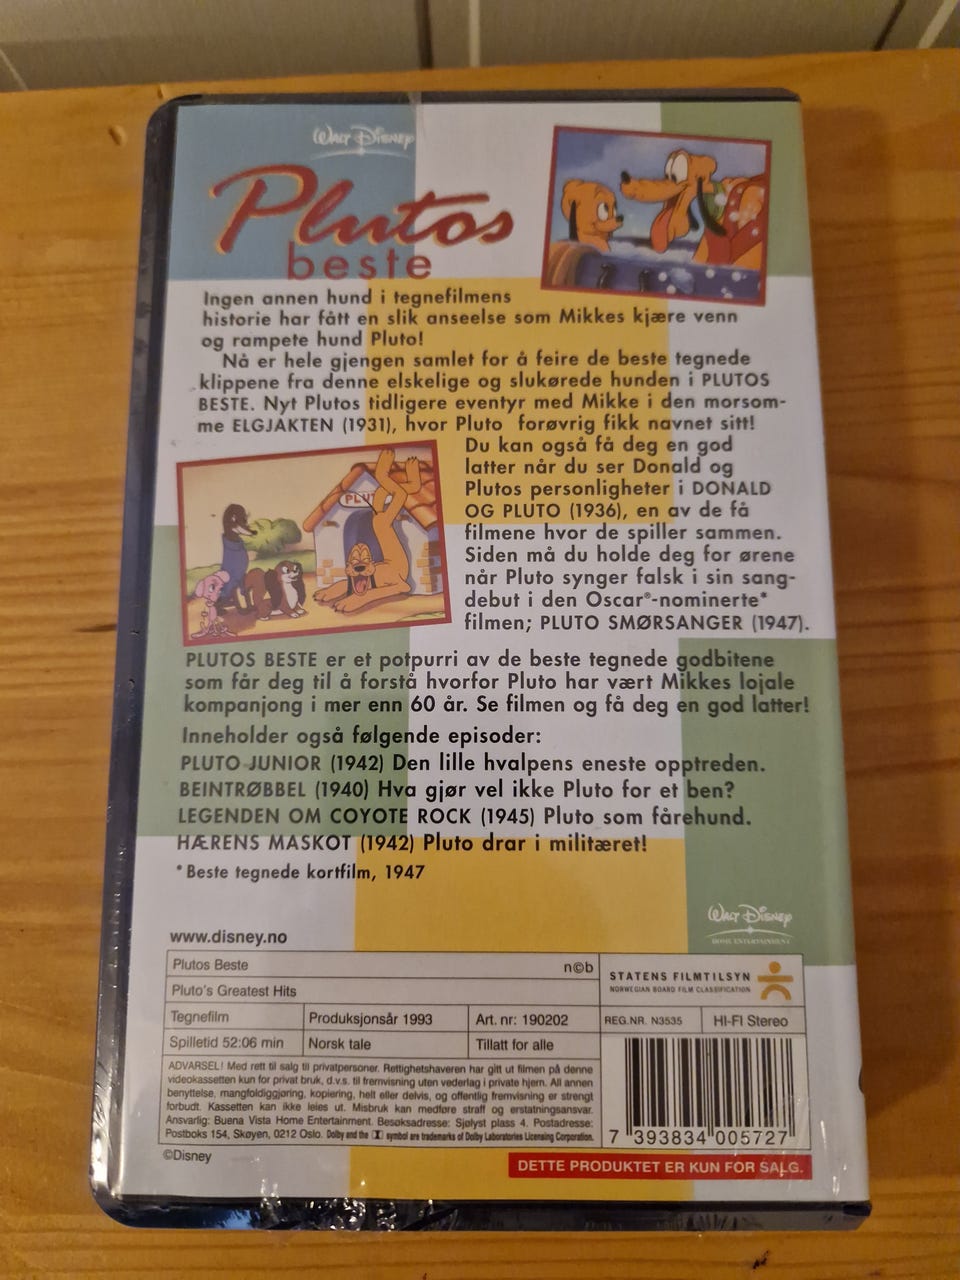 WALT DISNEY
Plutos
beste
Ingen annen hund i tegnefilmens
historie har fått en slik anseelse som Mikkes kjære venn
og rampete hund Pluto!
Nå er hele gjengen samlet for å feire de beste tegnede
klippene fra denne elskelige og slukørede hunden i PLUTOS
BESTE. Nyt Plutos tidligere eventyr med Mikke i den morsom-
me ELGJAKTEN (1931), hvor Pluto forøvrig fikk navnet sitt!
Du kan også få deg en god
latter når du ser Donald og
Plutos personligheter i DONALD
OG PLUTO (1936), en av de få
filmene hvor de spiller sammen.
Siden må du holde deg for ørene
når Pluto synger falsk i sin sang-
debut i den Oscar®-nominerte*
filmen; PLUTO SMØRSANGER (1947).
PLUT
PLUTOS BESTE er et potpurri av de beste tegnede godbitene
som får deg til å forstå hvorfor Pluto har vært Mikkes lojale
kompanjong i mer enn 60 år. Se filmen og få deg en god latter!
Inneholder også følgende episoder:
PLUTO JUNIOR (1942) Den lille hvalpens eneste opptreden.
BEINTRØBBEL (1940) Hva gjør vel ikke Pluto for et ben?
LEGENDEN OM COYOTE ROCK (1945) Pluto som fårehund.
HÆRENS MASKOT (1942) Pluto drar i militæret!
*Beste tegnede kortfilm, 1947
WALT DISNEY
HOME ENTERTAINMENT
www.disney.no
Plutos Beste n©b
Pluto's Greatest Hits
STATENS FILMTILSYN
NORWEGIAN BOARD FILM CLASSIFICATION
Tegnefilm Produksjonsår 1993 Art. nr: 190202 REG.NR. N3535 HI-FI Stereo
Spilletid 52:06 min Norsk tale Tillatt for alle
ADVARSEL! Med rett til salg til privatpersoner. Rettighetshaveren har gitt ut filmen på denne
videokassetten kun for privat bruk, d.v.s. til fremvisning uten vederlag i private hjem. All annen
benyttelse, mangfoldiggjøring, kopiering, helt eller delvis, og offentlig fremvisning er strengt
forbudt. Kassetten kan ikke leies ut. Misbruk kan medføre straff og erstatningsansvar.
Ansvarlig: Buena Vista Home Entertainment. Besøksadresse: Sjølyst plass 4. Postadresse:
Postboks 154, Skøyen, 0212 Oslo. Dolby and the symbol are trademarks of Dolby Laboratories Licensing Corporation.
7 393834 005727
©Disney
DETTE PRODUKTET ER KUN FOR SALG.